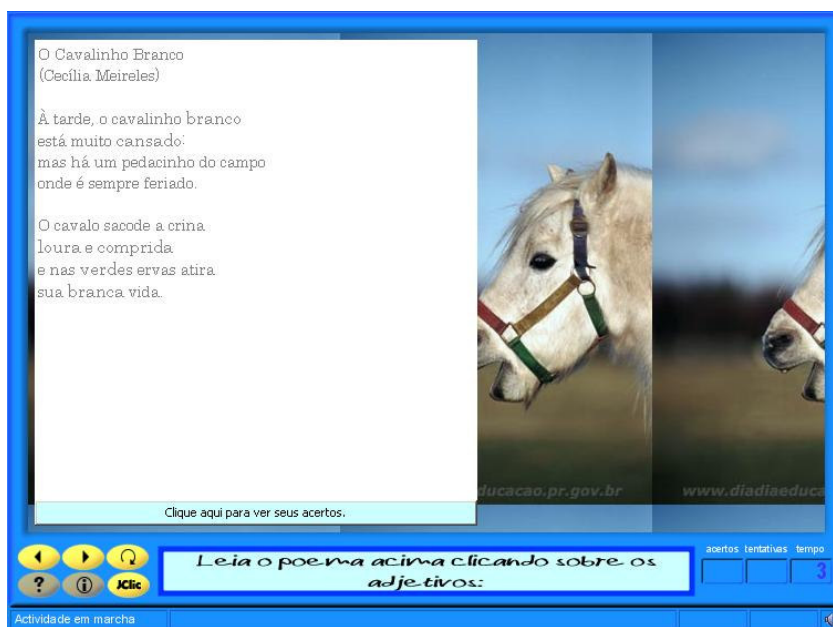 O Cavalinho Branco
(Cecília Meireles)
À tarde, o cavalinho branco
está muito cansado:
mas há um pedacinho do campo
onde é sempre feriado.
O cavalo sacode a crina
loura e comprida
e nas verdes ervas atira
sua branca vida.
ducacao.pr.gov.br
www.diadiaeduca
Clique aqui para ver seus acertos.
Leia o poema acima clicando sobre os
adjetivos:
acertos tentativas tempo
3
? i JClic
Actividade em marcha